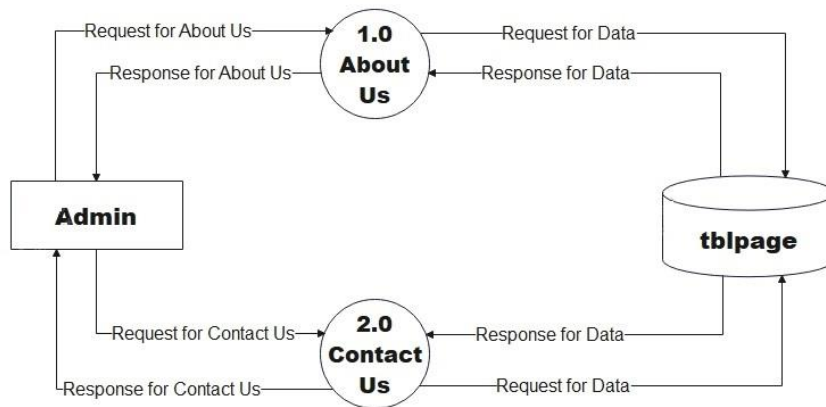 Request for About Us
1.0
About
Us
Request for Data
Response for About Us
Response for Data
Admin
tblpage
Request for Contact Us
2.0
Contact
Us
Response for Data
Response for Contact Us
Request for Data